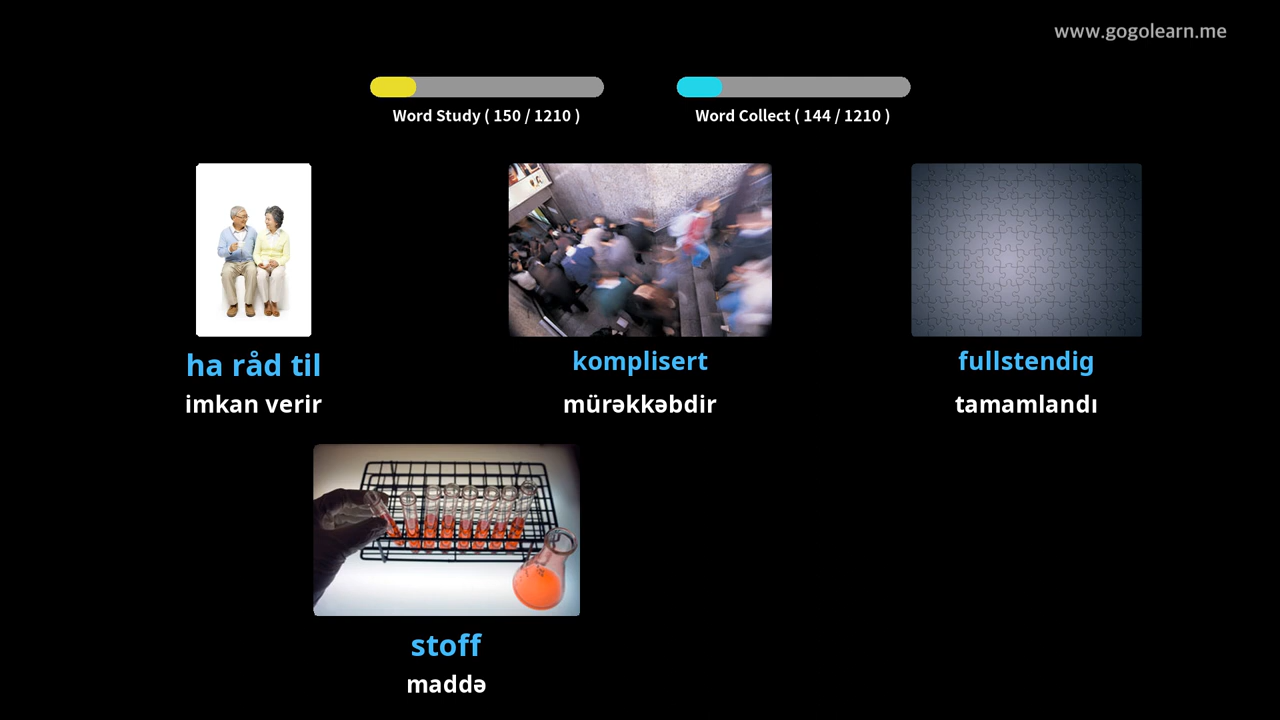 www.gogolearn.me
Word Study ( 150 / 1210 )
Word Collect ( 144 / 1210 )
ha råd til
komplisert
fullstendig
imkan verir
mürəkkəbdir
tamamlandı
stoff
maddə